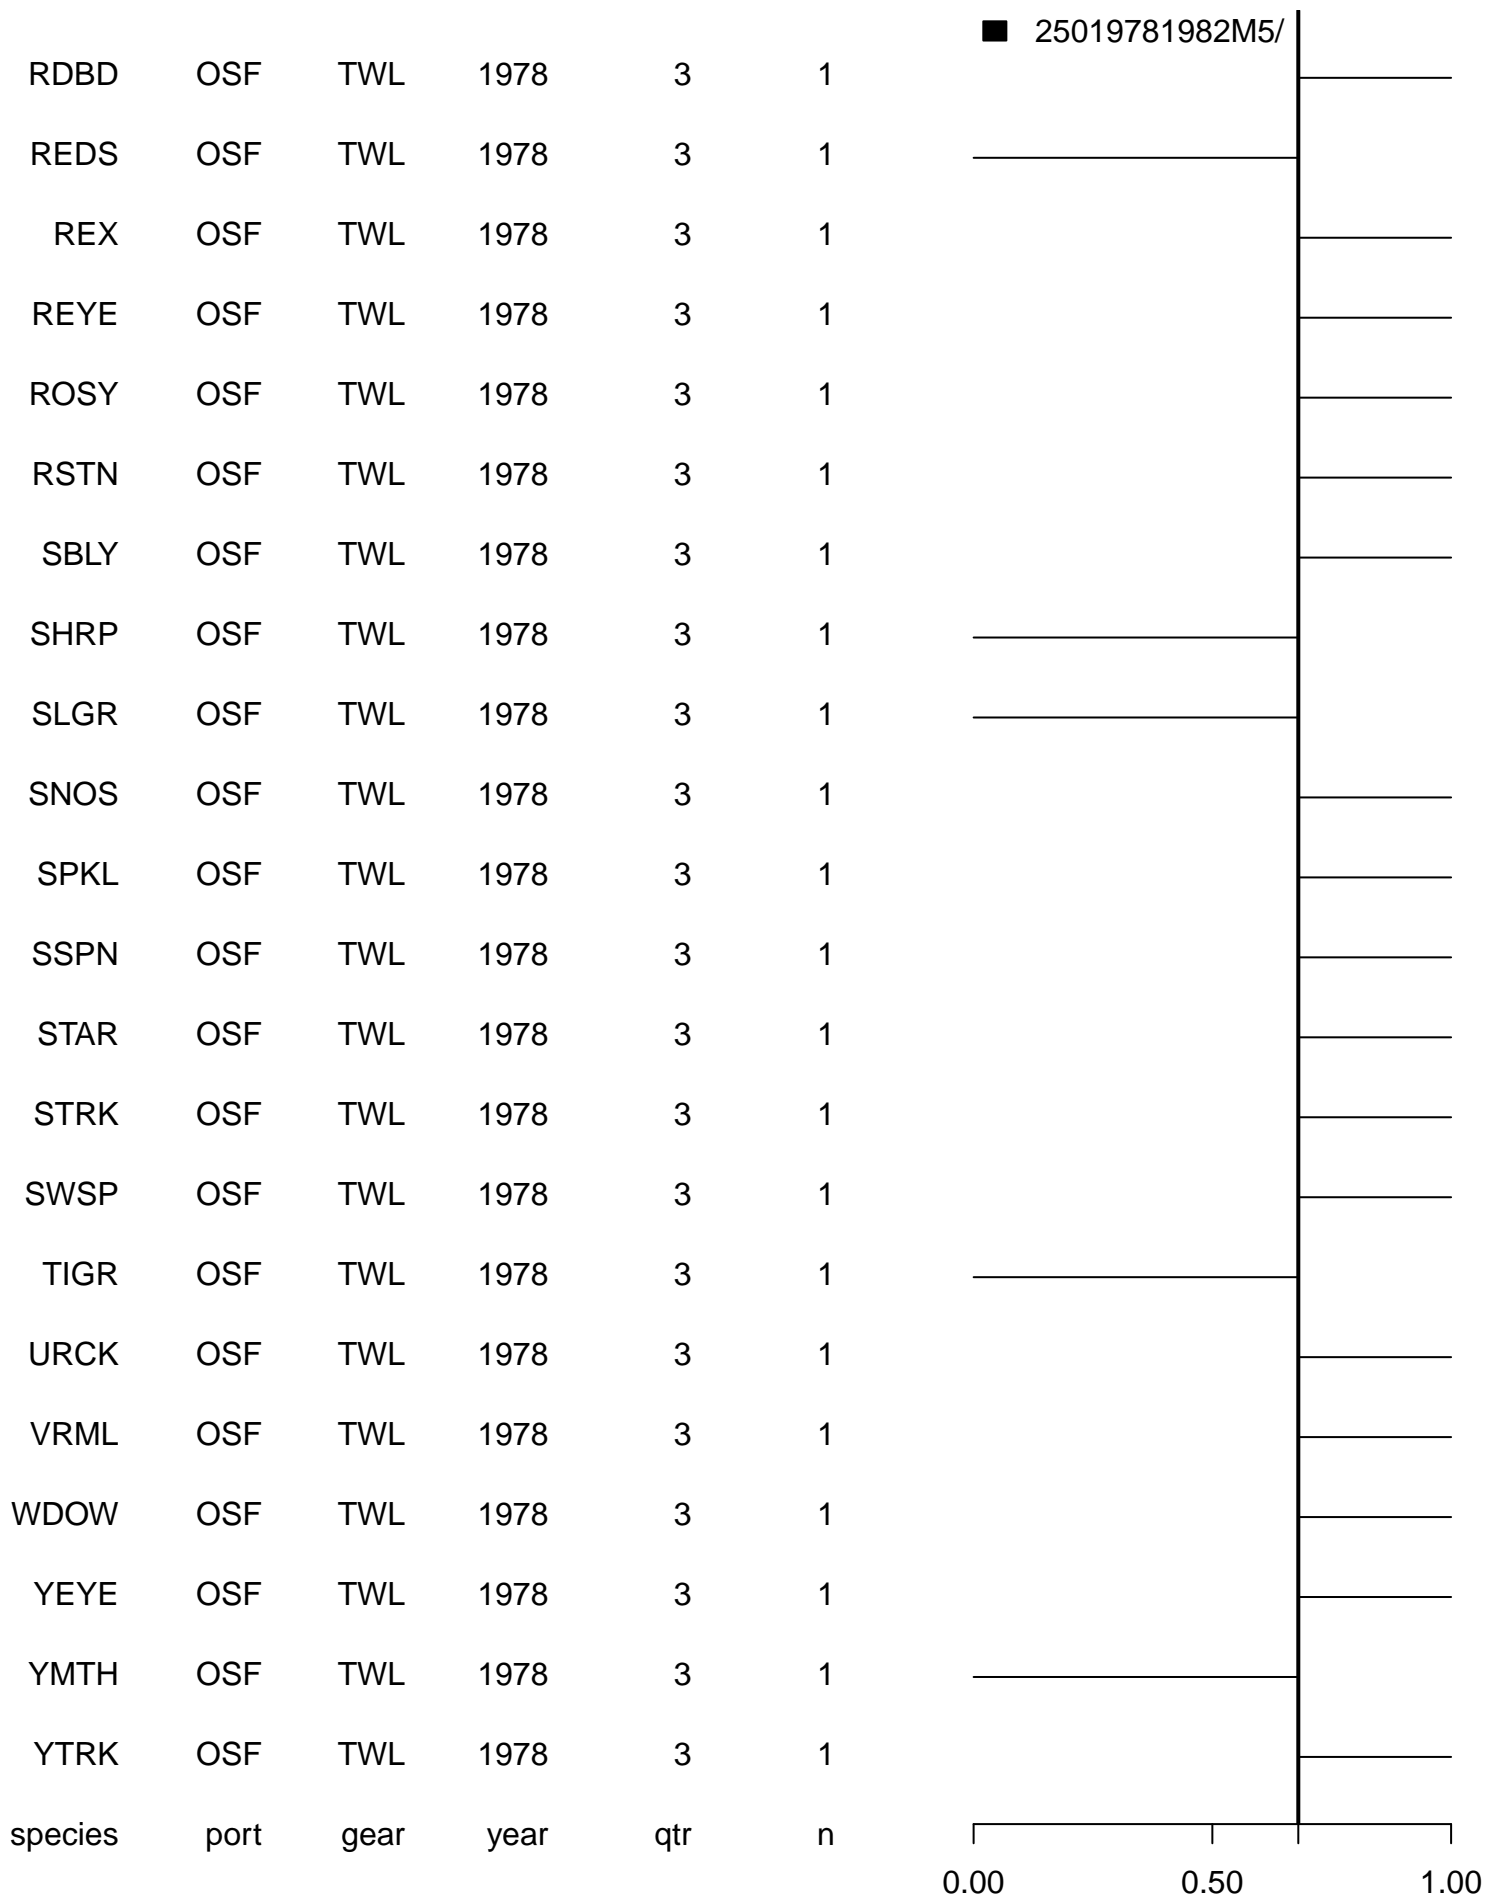 25019781982M5/
RDBD OSF TWL 1978 3 1
REDS OSF TWL 1978 3 1
REX OSF TWL 1978 3 1
REYE OSF TWL 1978 3 1
ROSY OSF TWL 1978 3 1
RSTN OSF TWL 1978 3 1
SBLY OSF TWL 1978 3 1
SHRP OSF TWL 1978 3 1
SLGR OSF TWL 1978 3 1
SNOS OSF TWL 1978 3 1
SPKL OSF TWL 1978 3 1
SSPN OSF TWL 1978 3 1
STAR OSF TWL 1978 3 1
STRK OSF TWL 1978 3 1
SWSP OSF TWL 1978 3 1
TIGR OSF TWL 1978 3 1
URCK OSF TWL 1978 3 1
VRML OSF TWL 1978 3 1
WDOW OSF TWL 1978 3 1
YEYE OSF TWL 1978 3 1
YMTH OSF TWL 1978 3 1
YTRK OSF TWL 1978 3 1
species port gear year qtr n
0.00 0.50 1.00